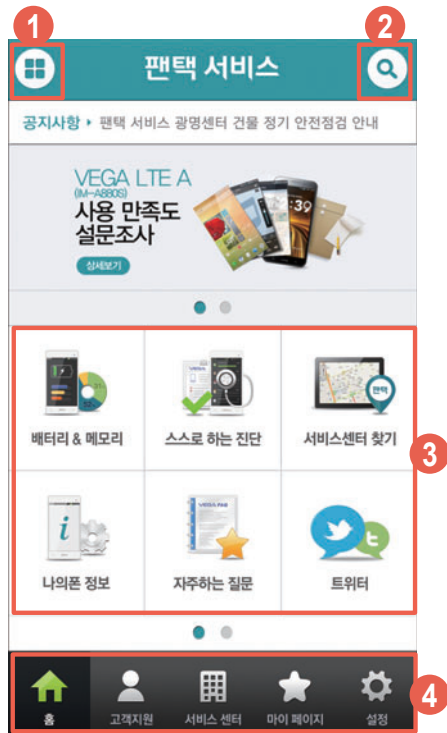 1
2
팬택 서비스
공지사항 ▸ 팬택 서비스 광명센터 건물 정기 안전점검 안내
VEGA LTE A
(IM-A880S)
사용 만족도
설문조사
상세보기
배터리 & 메모리
스스로 하는 진단
서비스센터 찾기
3
나의폰 정보
자주하는 질문
트위터
4
홈
고객지원
서비스 센터
마이 페이지
설정